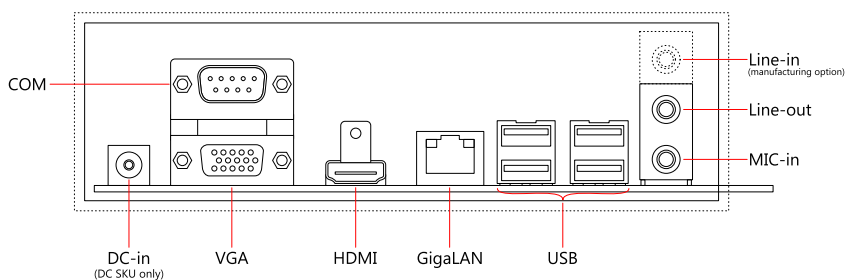 Line-in
(manufacturing option)
COM
Line-out
MIC-in
DC-in
(DC SKU only)
VGA
HDMI
GigaLAN
USB